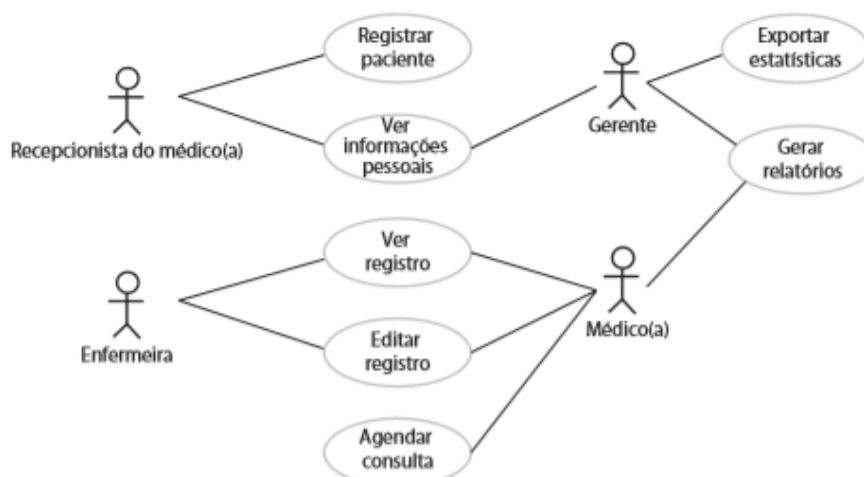 Registrar
paciente
Exportar
estatísticas
Recepcionista do médico(a)
Ver
informações
pessoais
Gerente
Gerar
relatórios
Ver
registro
Enfermeira
Editar
registro
Médico(a)
Agendar
consulta